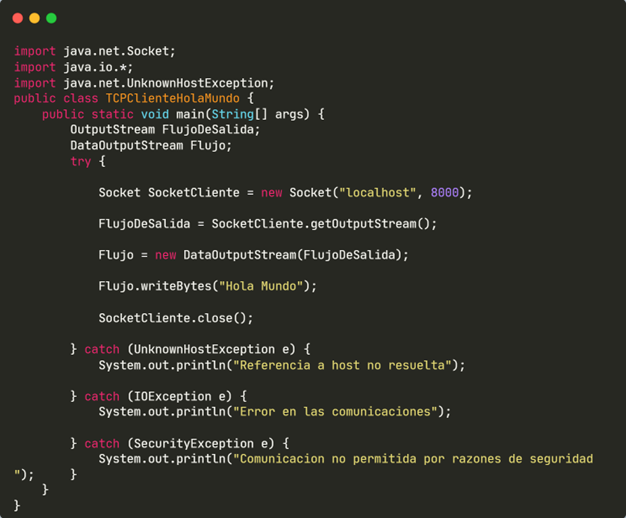 import java.net.Socket;
import java.io.*;
import java.net.UnknownHostException;
public class TCPClienteHolaMundo {
    public static void main(String[] args) {
        OutputStream FlujoDeSalida;
        DataOutputStream Flujo;
        try {
            Socket SocketCliente = new Socket("localhost", 8000);
            FlujoDeSalida = SocketCliente.getOutputStream();
            Flujo = new DataOutputStream(FlujoDeSalida);
            Flujo.writeBytes("Hola Mundo");
            SocketCliente.close();
        } catch (UnknownHostException e) {
            System.out.println("Referencia a host no resuelta");
        } catch (IOException e) {
            System.out.println("Error en las comunicaciones");
        } catch (SecurityException e) {
            System.out.println("Comunicacion no permitida por razones de seguridad
");     }
    }
}